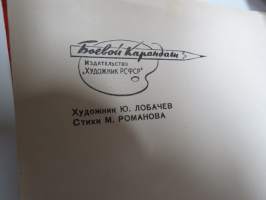 Боевой Карандаш
ИЗДАТЕЛЬСТВО
„ХУДОЖНИК РСФСР"
Художник Ю. ЛОБАЧЕВ
Стихи М. РОМАНОВА